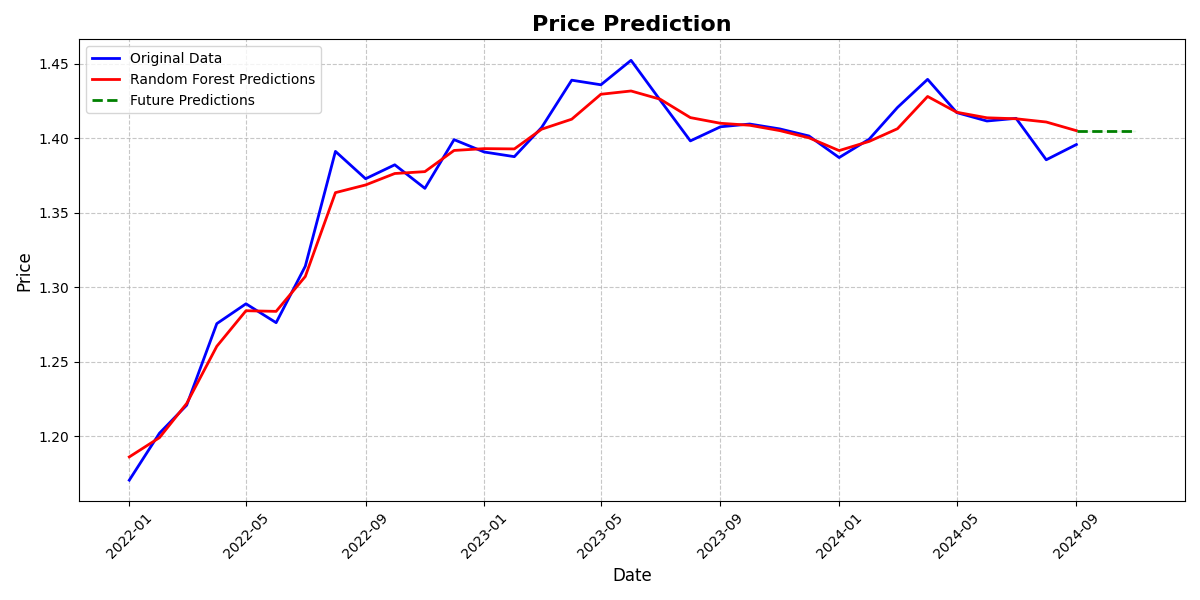 Price Prediction
Original Data
Random Forest Predictions
Future Predictions
Price
1.45
1.40
1.35
1.30
1.25
1.20
2022-01
2022-05
2022-09
2023-01
2023-05
2023-09
2024-01
2024-05
2024-09
Date